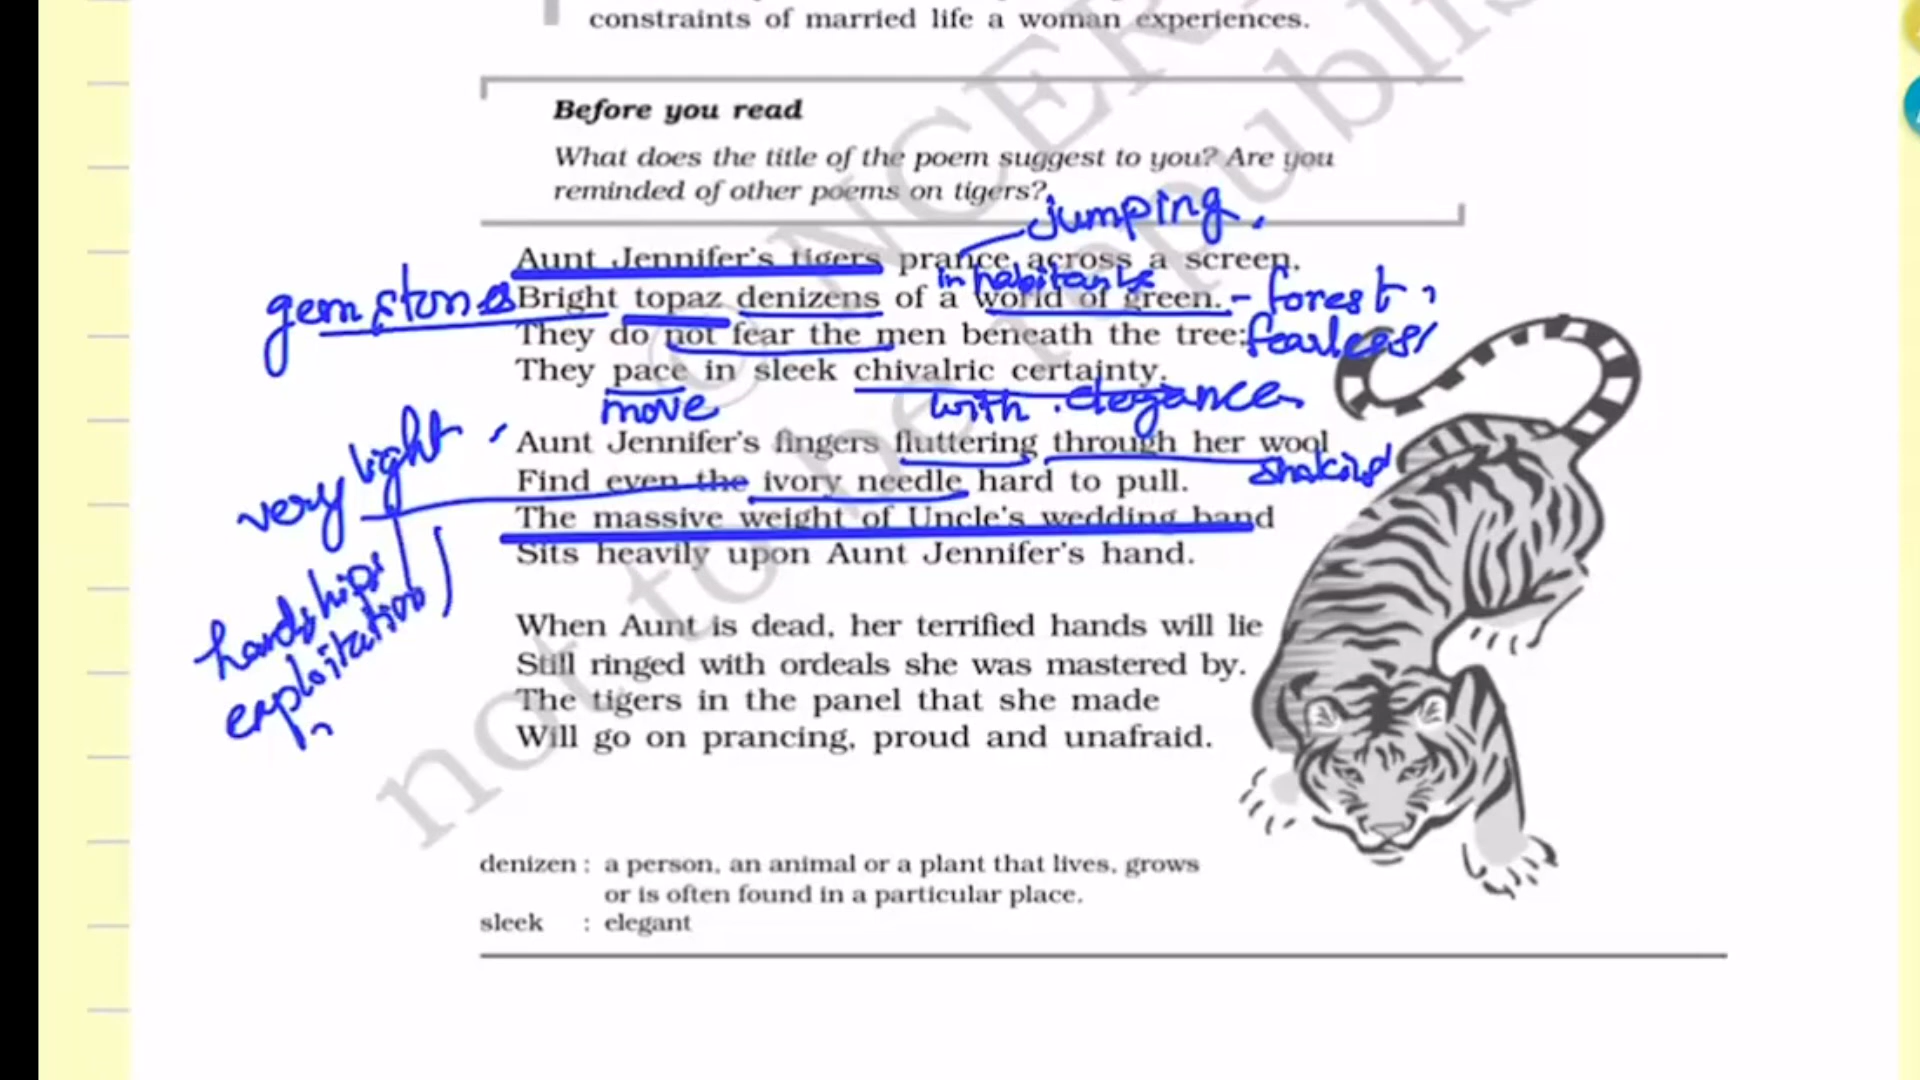 constraints of married life a woman experiences.
Before you read
What does the title of the poem suggest to you? Are you
reminded of other poems on tigers?
jumping.
Aunt Jennifer's tigers prance across a screen,
inhabitants
gem stones Bright topaz denizens of a world of green. - forest,
They do not fear the men beneath the tree; fearless
They pace in sleek chivalric certainty.
move with elegance
very light
Aunt Jennifer's fingers fluttering through her wool
shaking
Find even the ivory needle hard to pull.
The massive weight of Uncle's wedding band
Sits heavily upon Aunt Jennifer's hand.
hardships
exploitation
When Aunt is dead, her terrified hands will lie
Still ringed with ordeals she was mastered by.
The tigers in the panel that she made
Will go on prancing, proud and unafraid.
denizen : a person, an animal or a plant that lives, grows
or is often found in a particular place.
sleek : elegant
© NCERT
not to be republis